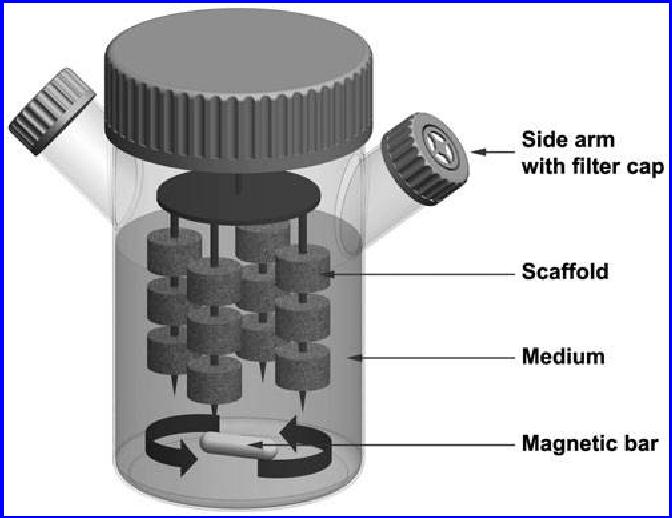 Side arm
with filter cap
Scaffold
Medium
Magnetic bar